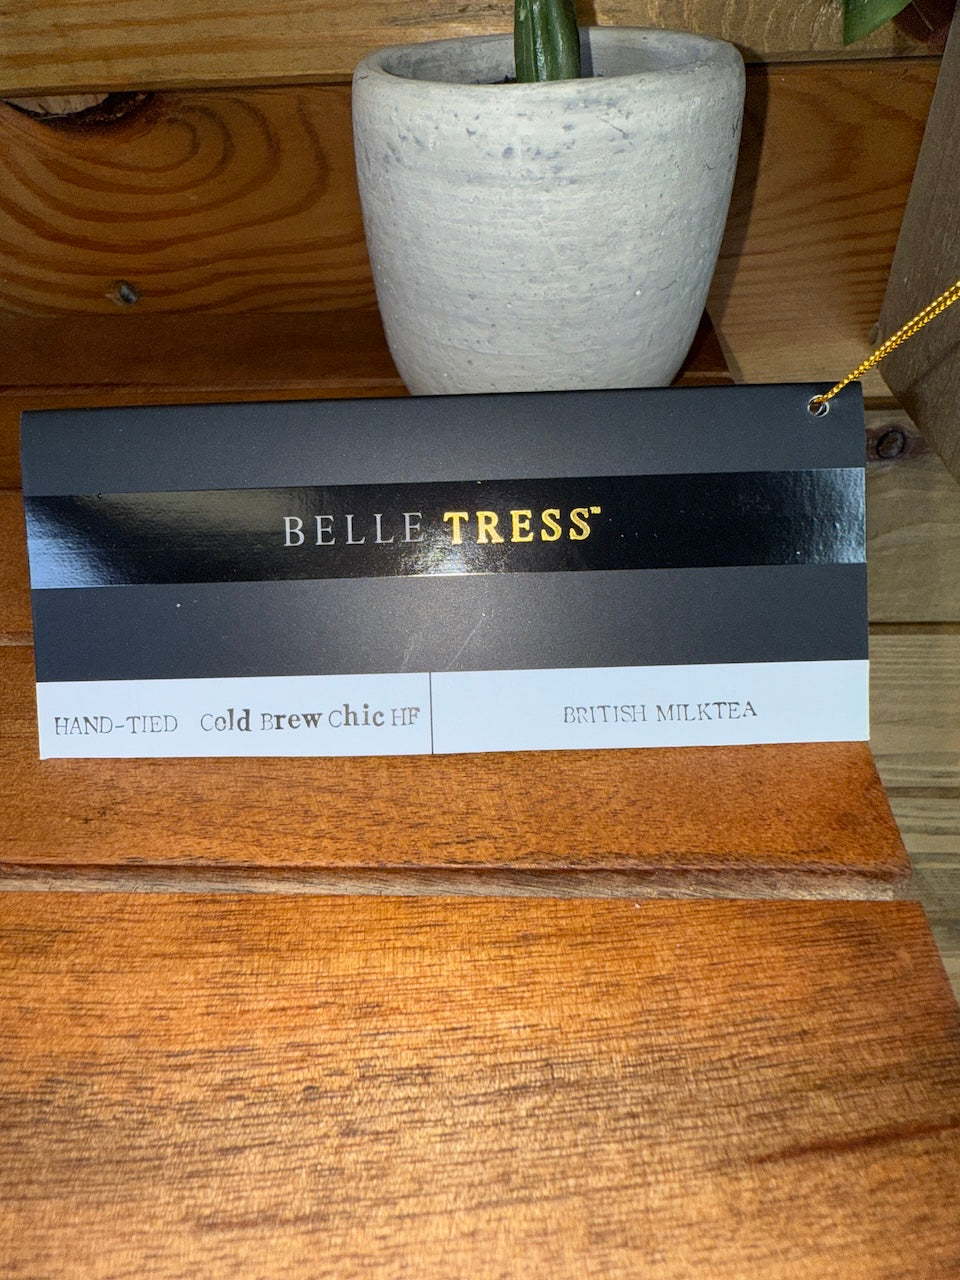 BELLE TRESS™
HAND-TIED Cold Brew Chic HF
BRITISH MILKTEA